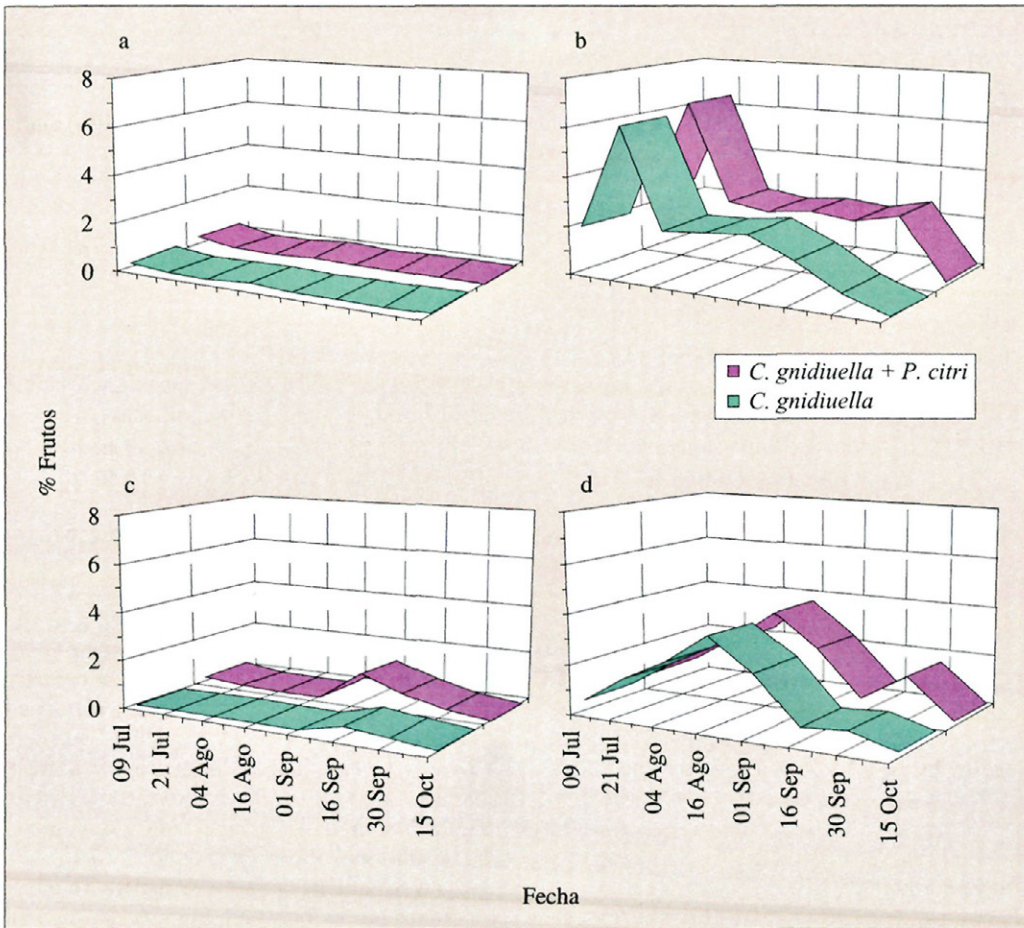 a
b
8
6
4
2
0
C. gnidiuella + P. citri
C. gnidiuella
% Frutos
c
d
8
6
4
2
0
09 Jul
21 Jul
04 Ago
16 Ago
01 Sep
16 Sep
30 Sep
15 Oct
09 Jul
21 Jul
04 Ago
16 Ago
01 Sep
16 Sep
30 Sep
15 Oct
Fecha